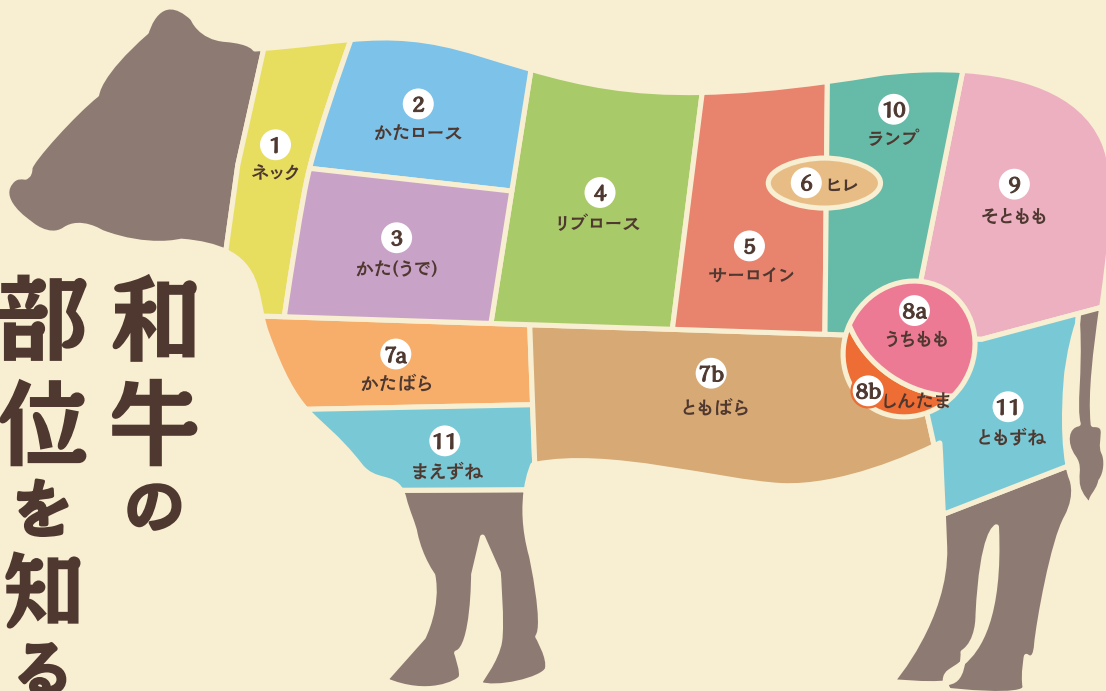 和牛の
部位を知る
1
ネック
2
かたロース
3
かた(うで)
4
リブロース
5
サーロイン
6 ヒレ
10
ランプ
9
そともも
8a
うちもも
8b しんたま
7a
かたばら
7b
ともばら
11
まえずね
11
ともずね